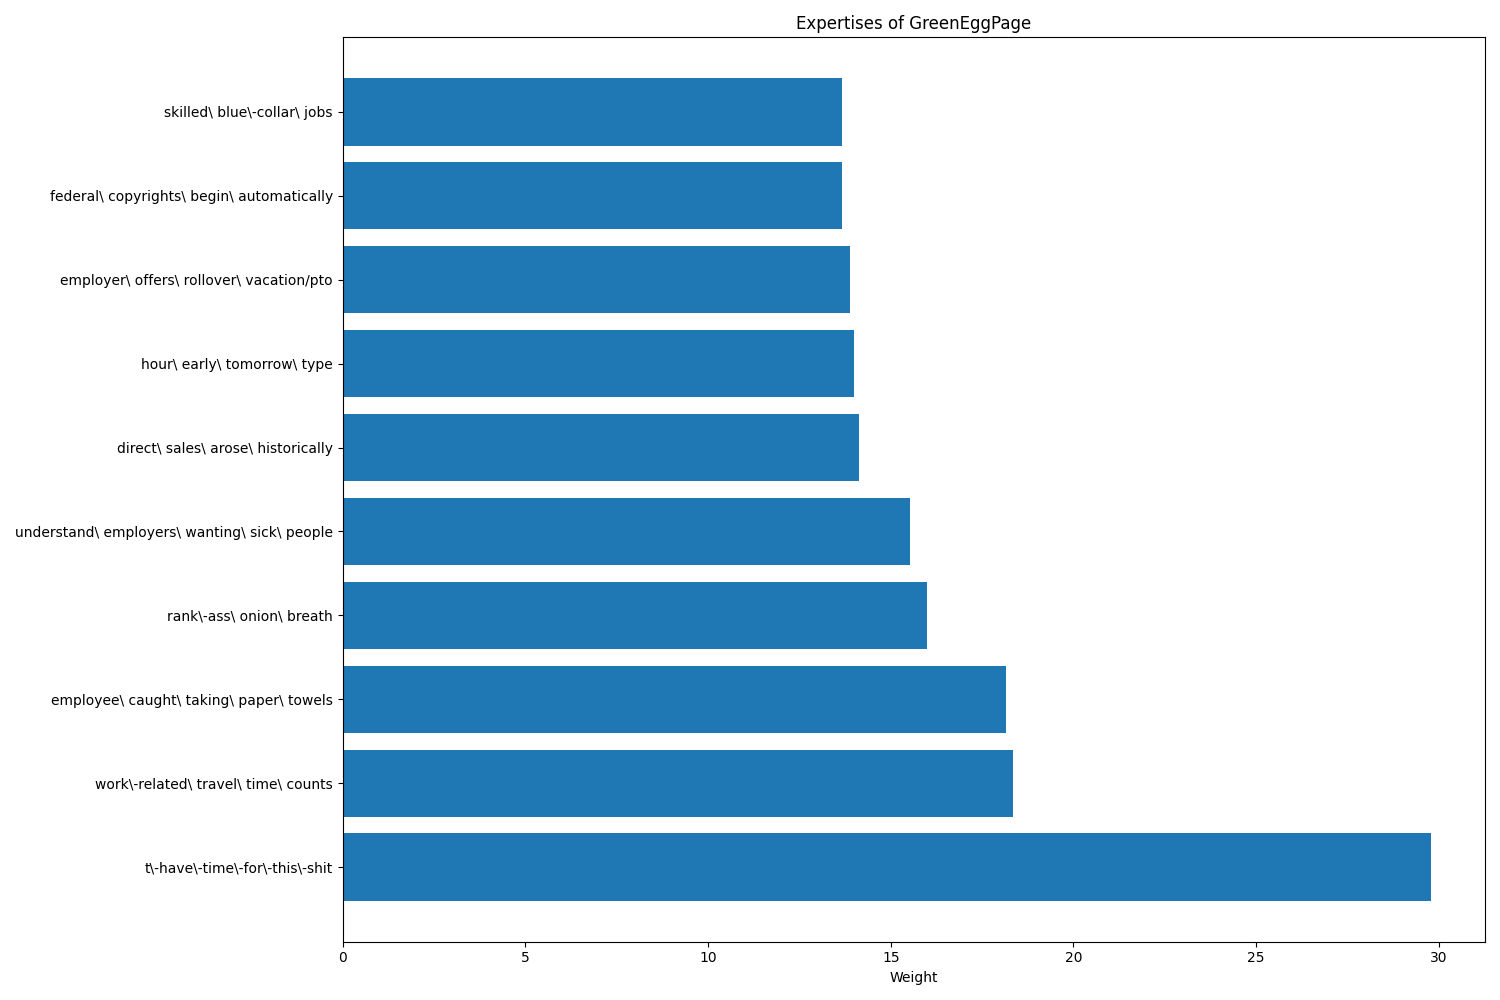 Expertises of GreenEggPage
skilled\ blue\-collar\ jobs
federal\ copyrights\ begin\ automatically
employer\ offers\ rollover\ vacation/pto
hour\ early\ tomorrow\ type
direct\ sales\ arose\ historically
understand\ employers\ wanting\ sick\ people
rank\-ass\ onion\ breath
employee\ caught\ taking\ paper\ towels
work\-related\ travel\ time\ counts
t\-have\-time\-for\-this\-shit
0 5 10 15 20 25 30
Weight